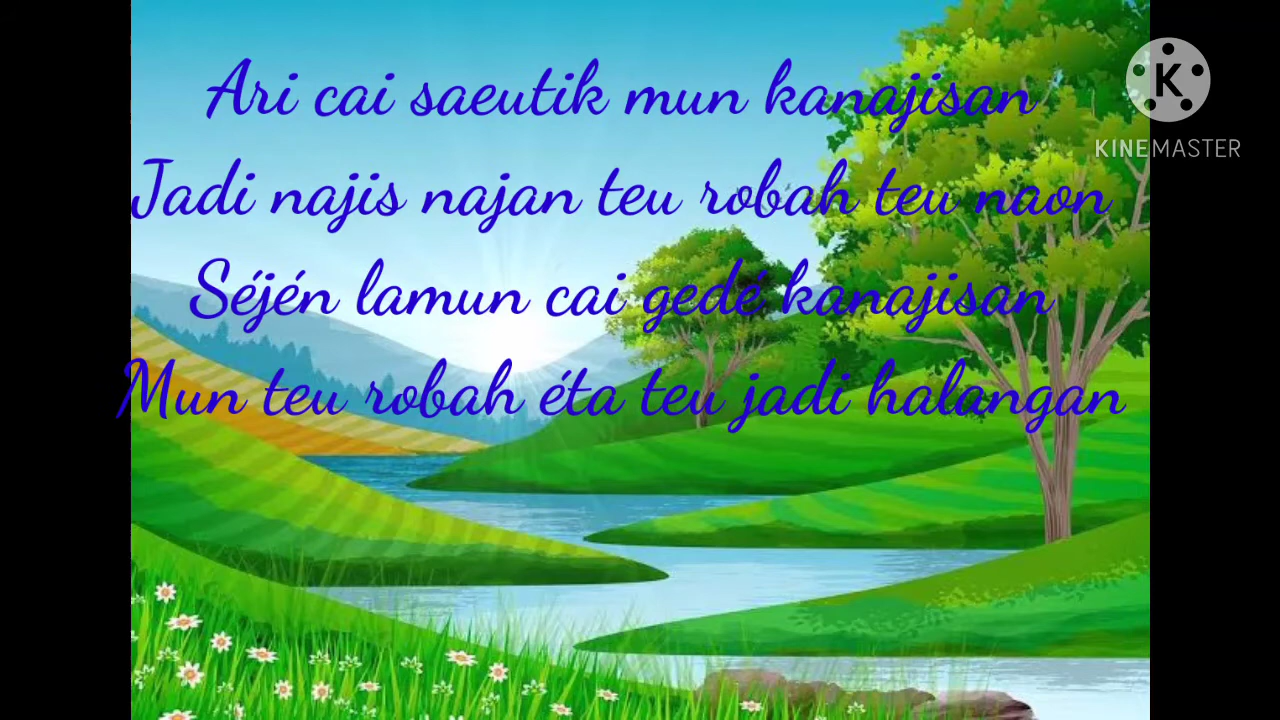 Ari cai saeutik mun kanajisan
Jadi najis najan teu robah teu naon
Séjén lamun cai gedé kanajisan
Mun teu robah éta teu jadi halangan
K
KINEMASTER